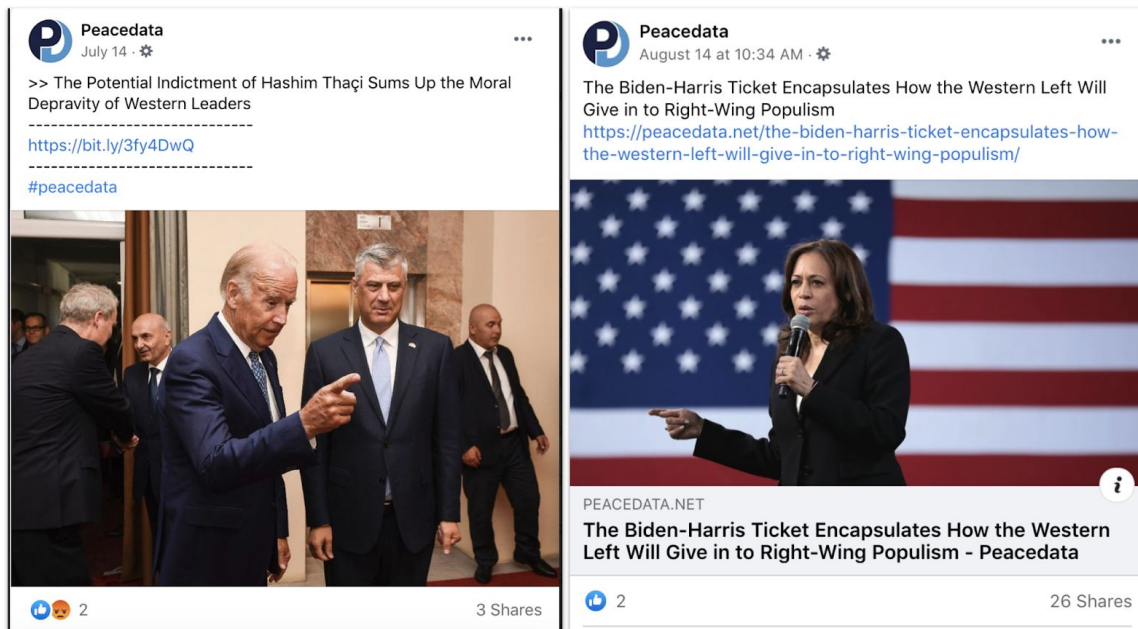 Peacedata
July 14 ·
>> The Potential Indictment of Hashim Thaçi Sums Up the Moral
Depravity of Western Leaders
------------------------------
https://bit.ly/3fy4DwQ
------------------------------
#peacedata
2
3 Shares
Peacedata
August 14 at 10:34 AM ·
The Biden-Harris Ticket Encapsulates How the Western Left Will
Give in to Right-Wing Populism
https://peacedata.net/the-biden-harris-ticket-encapsulates-how-
the-western-left-will-give-in-to-right-wing-populism/
i
PEACEDATA.NET
The Biden-Harris Ticket Encapsulates How the Western
Left Will Give in to Right-Wing Populism - Peacedata
2
26 Shares